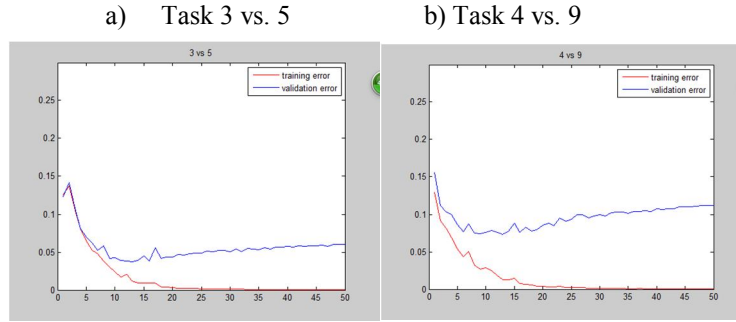 a) Task 3 vs. 5
b) Task 4 vs. 9
3 vs 5
training error
validation error
0.25
0.2
0.15
0.1
0.05
0
0 5 10 15 20 25 30 35 40 45 50
4 vs 9
training error
validation error
0.25
0.2
0.15
0.1
0.05
0
0 5 10 15 20 25 30 35 40 45 50